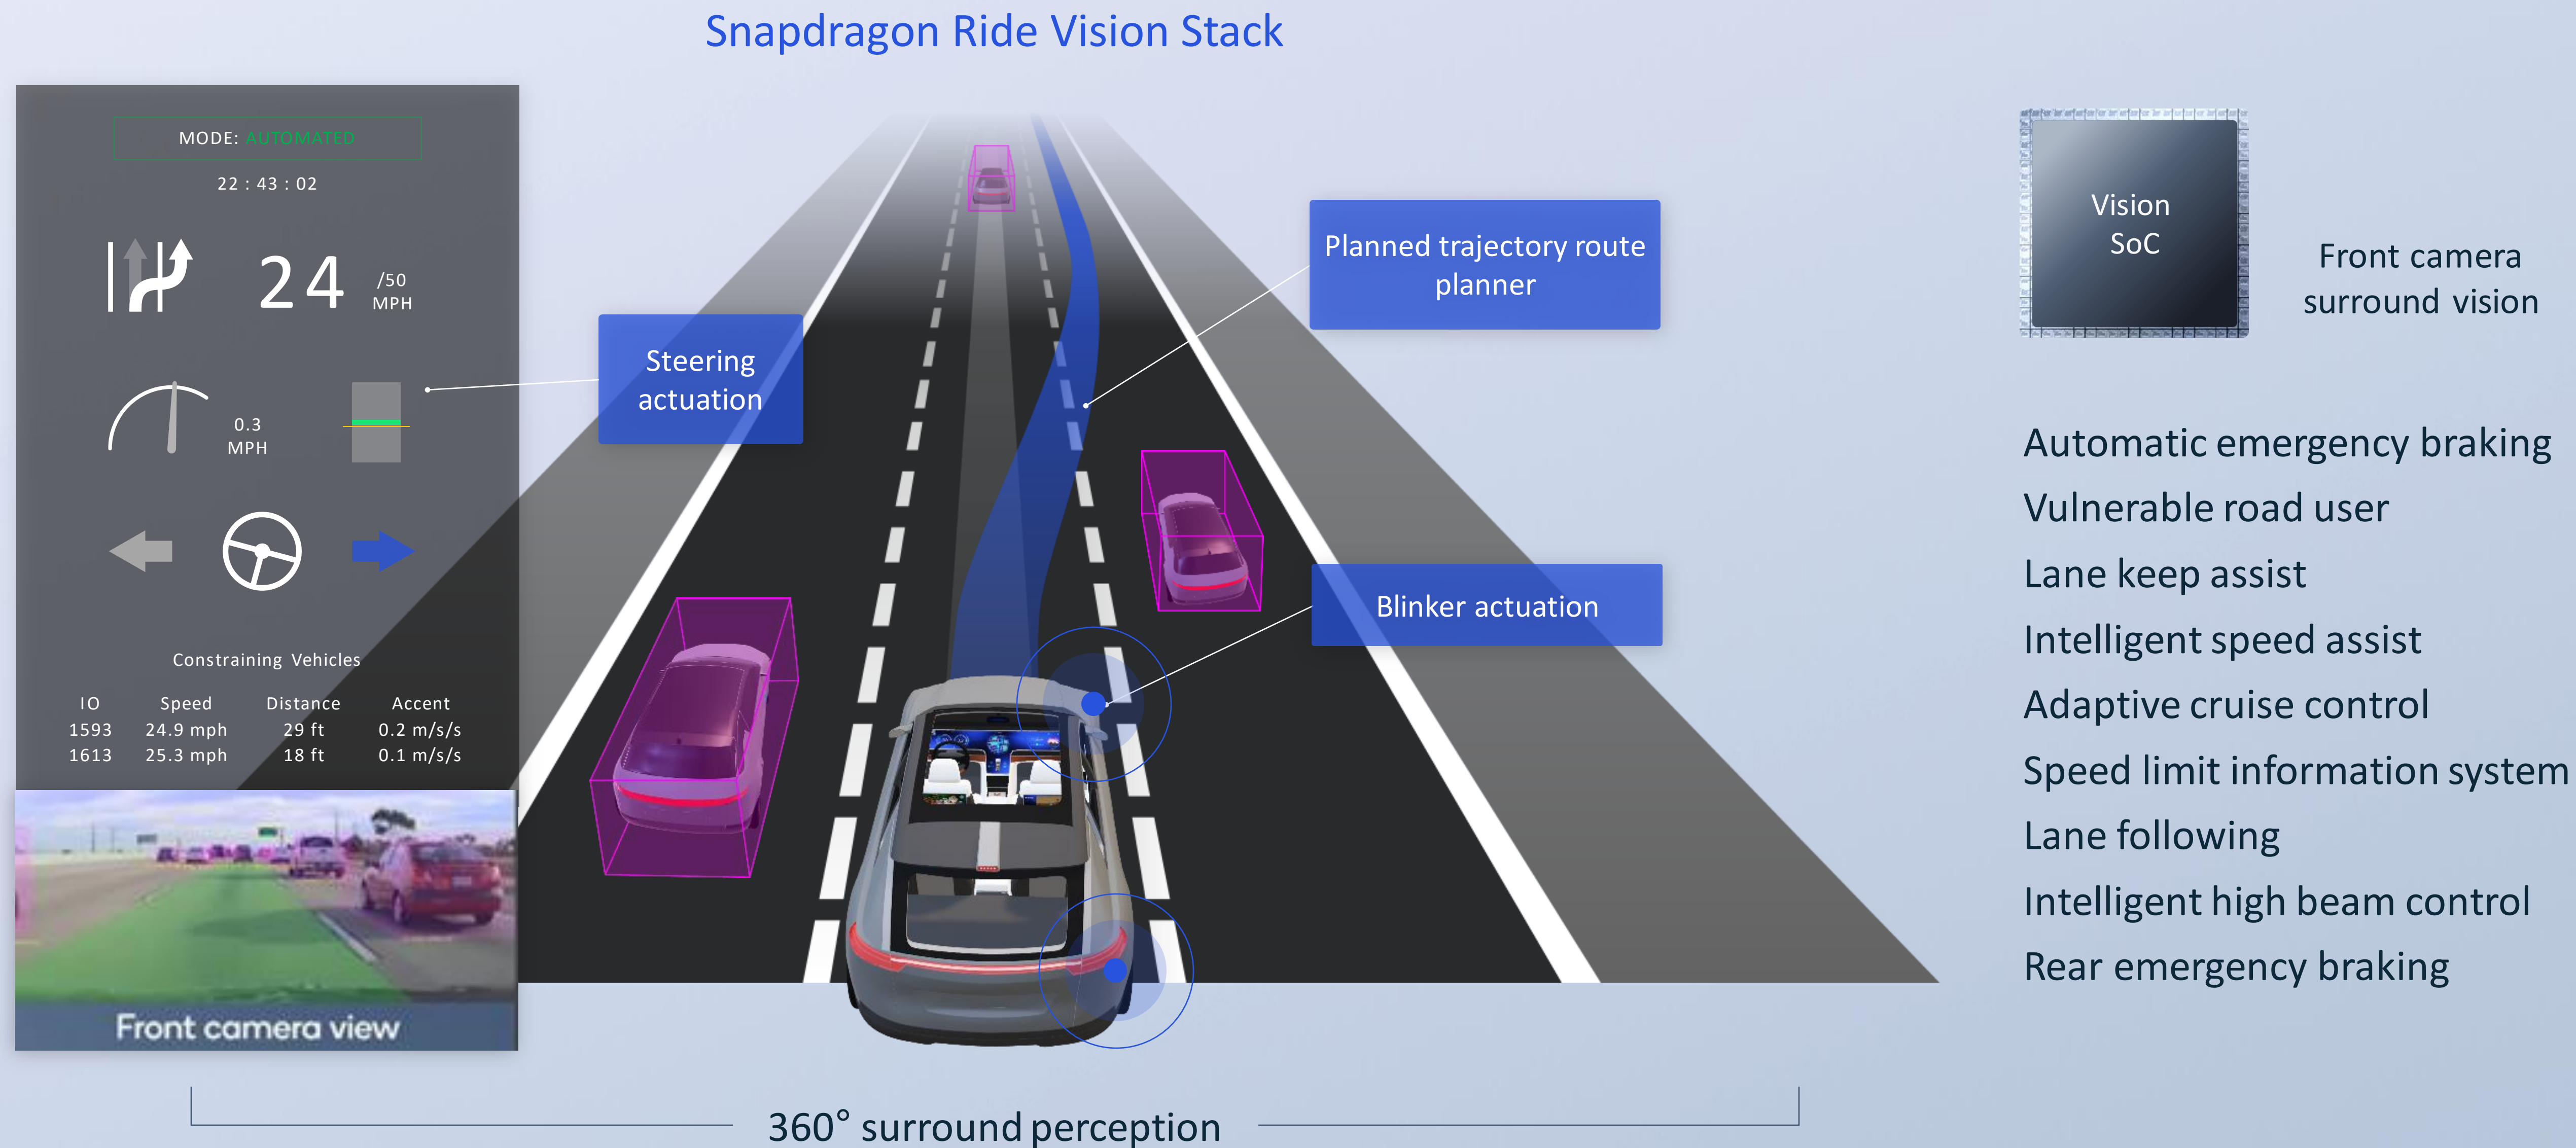 Snapdragon Ride Vision Stack
MODE: AUTOMATED
22 : 43 : 02
24
/50
MPH
0.3
MPH
Constraining Vehicles
IO Speed Distance Accent
1593 24.9 mph 29 ft 0.2 m/s/s
1613 25.3 mph 18 ft 0.1 m/s/s
Front camera view
Steering
actuation
Planned trajectory route
planner
Blinker actuation
360° surround perception
Vision
SoC
Front camera
surround vision
Automatic emergency braking
Vulnerable road user
Lane keep assist
Intelligent speed assist
Adaptive cruise control
Speed limit information system
Lane following
Intelligent high beam control
Rear emergency braking